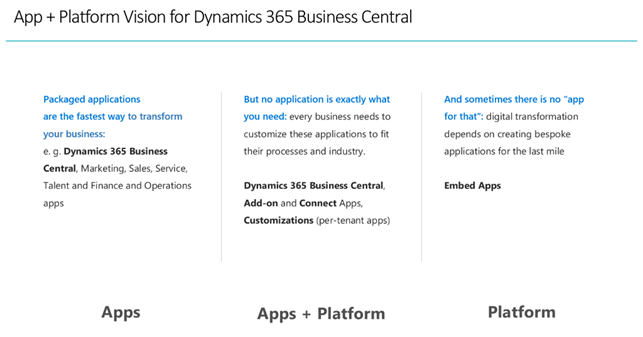 App + Platform Vision for Dynamics 365 Business Central
Packaged applications
are the fastest way to transform
your business:
e. g. Dynamics 365 Business
Central, Marketing, Sales, Service,
Talent and Finance and Operations
apps
But no application is exactly what
you need: every business needs to
customize these applications to fit
their processes and industry.
Dynamics 365 Business Central,
Add-on and Connect Apps,
Customizations (per-tenant apps)
And sometimes there is no "app
for that": digital transformation
depends on creating bespoke
applications for the last mile
Embed Apps
Apps
Apps + Platform
Platform